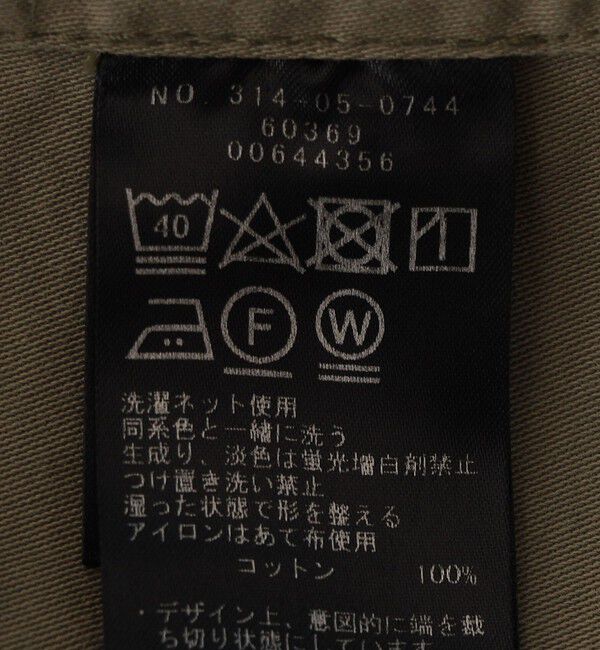 NO. 314-05-0744
60369
00644356
40
F W
洗濯ネット使用
同系色と一緒に洗う
生成り、淡色は蛍光増白剤禁止
つけ置き洗い禁止
湿った状態で形を整える
アイロンはあて布使用
コットン 100%
・デザイン上、意図的に端を裁
ち切り状態にしています